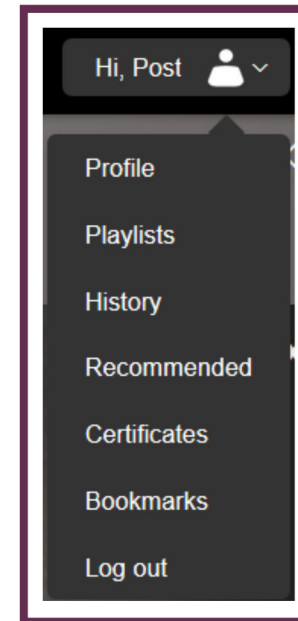 Hi, Post
Profile
Playlists
History
Recommended
Certificates
Bookmarks
Log out